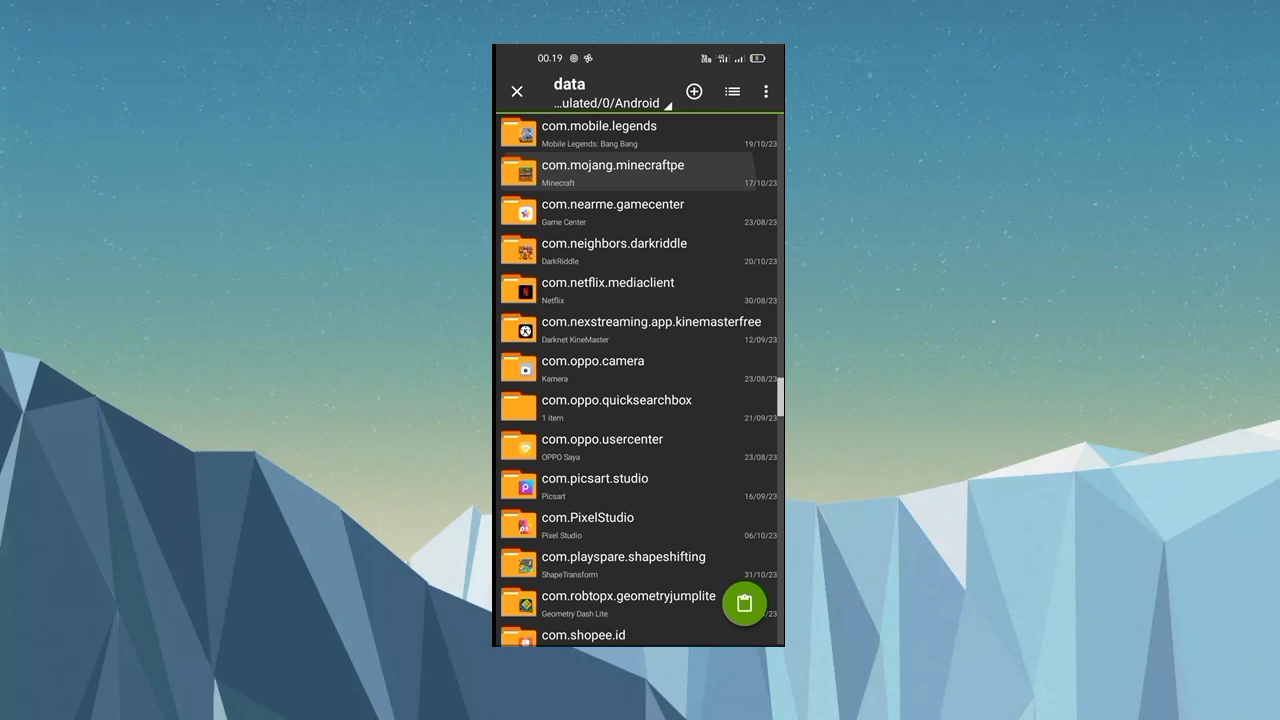 00.19
data
...ulated/0/Android
com.mobile.legends
Mobile Legends: Bang Bang 19/10/23
com.mojang.minecraftpe
Minecraft 17/10/23
com.nearme.gamecenter
Game Center 23/08/23
com.neighbors.darkriddle
DarkRiddle 20/10/23
com.netflix.mediaclient
Netflix 30/08/23
com.nexstreaming.app.kinemasterfree
Darknet KineMaster 12/09/23
com.oppo.camera
Kamera 23/08/23
com.oppo.quicksearchbox
1 item 21/09/23
com.oppo.usercenter
OPPO Saya 23/08/23
com.picsart.studio
Picsart 16/09/23
com.PixelStudio
Pixel Studio 06/10/23
com.playspare.shapeshifting
ShapeTransform 31/10/23
com.robtopx.geometryjumplite
Geometry Dash Lite /23
com.shopee.id